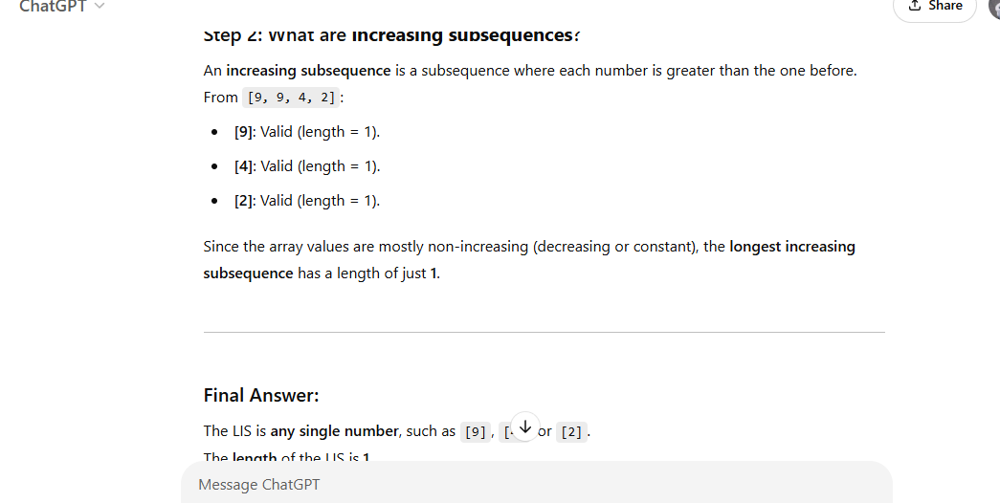 ChatGPT
Share
Step 2: What are increasing subsequences?
An increasing subsequence is a subsequence where each number is greater than the one before.
From [9, 9, 4, 2]:
[9]: Valid (length = 1).
[4]: Valid (length = 1).
[2]: Valid (length = 1).
Since the array values are mostly non-increasing (decreasing or constant), the longest increasing
subsequence has a length of just 1.
Final Answer:
The LIS is any single number, such as [9], or [2].
The length of the LIS is 1
Message ChatGPT